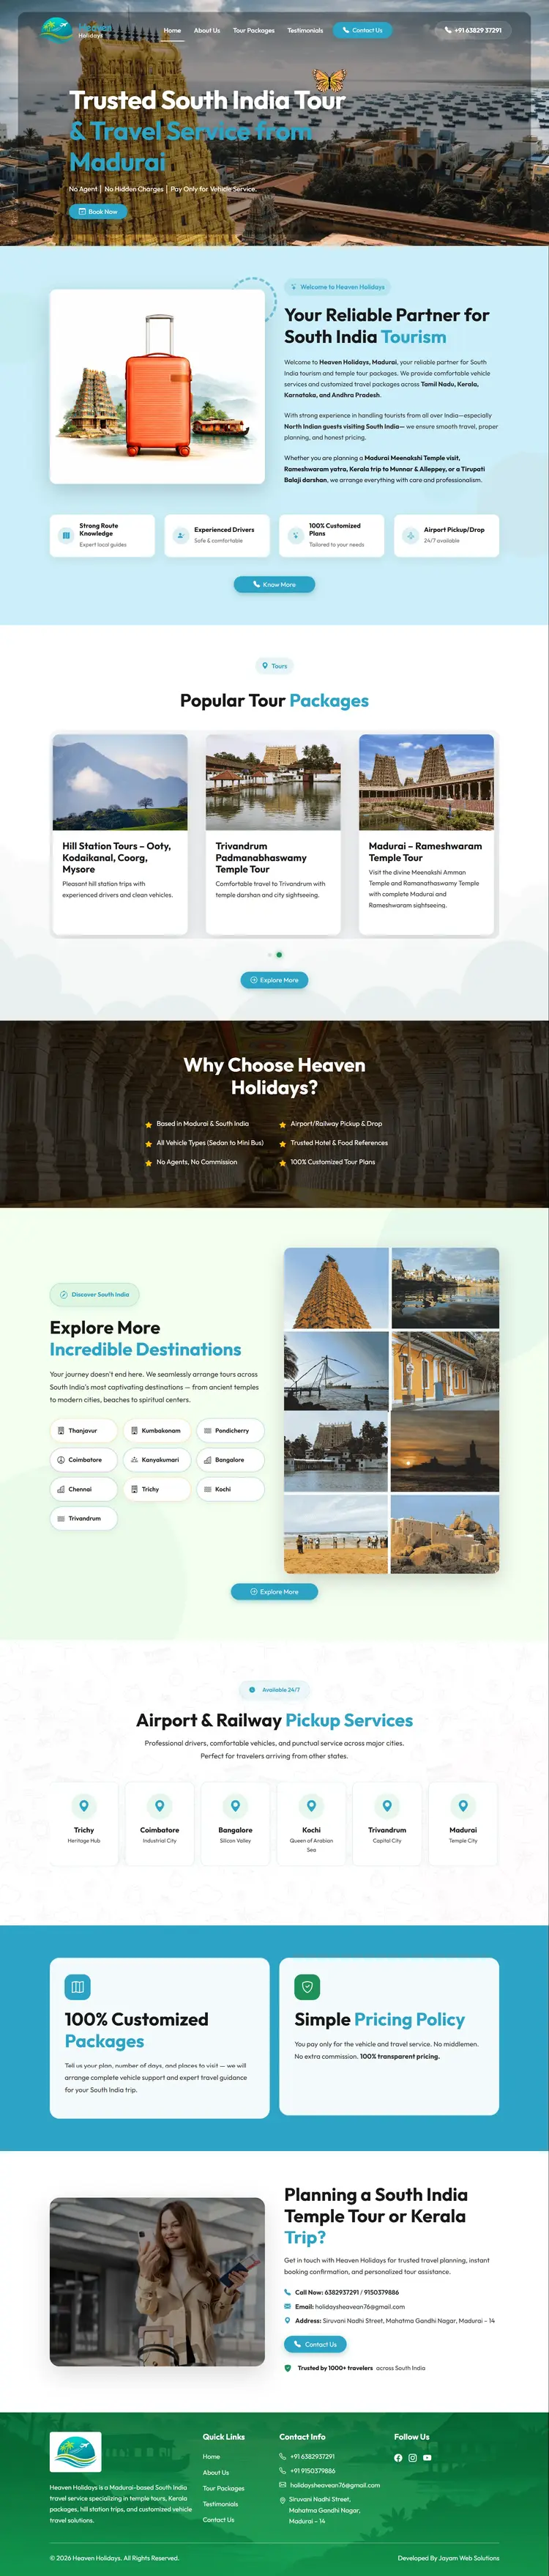 Heaven
Holidays
Home
About Us
Tour Packages
Testimonials
Contact Us
+91 63829 37291
Trusted South India Tour
& Travel Service from
Madurai
No Agent | No Hidden Charges | Pay Only for Vehicle Service.
Book Now
Welcome to Heaven Holidays
Your Reliable Partner for
South India Tourism
Welcome to Heaven Holidays, Madurai, your reliable partner for South
India tourism and temple tour packages. We provide comfortable vehicle
services and customized travel packages across Tamil Nadu, Kerala,
Karnataka, and Andhra Pradesh.
With strong experience in handling tourists from all over India—especially
North Indian guests visiting South India— we ensure smooth travel, proper
planning, and honest pricing.
Whether you are planning a Madurai Meenakshi Temple visit,
Rameshwaram yatra, Kerala trip to Munnar & Alleppey, or a Tirupati
Balaji darshan, we arrange everything with care and professionalism.
Strong Route
Knowledge
Expert local guides
Experienced Drivers
Safe & comfortable
100% Customized
Plans
Tailored to your needs
Airport Pickup/Drop
24/7 available
Know More
Tours
Popular Tour Packages
Hill Station Tours – Ooty,
Kodaikanal, Coorg,
Mysore
Pleasant hill station trips with
experienced drivers and clean vehicles.
Trivandrum
Padmanabhaswamy
Temple Tour
Comfortable travel to Trivandrum with
temple darshan and city sightseeing.
Madurai – Rameshwaram
Temple Tour
Visit the divine Meenakshi Amman
Temple and Ramanathaswamy Temple
with complete Madurai and
Rameshwaram sightseeing.
Explore More
Why Choose Heaven
Holidays?
Based in Madurai & South India
Airport/Railway Pickup & Drop
All Vehicle Types (Sedan to Mini Bus)
Trusted Hotel & Food References
No Agents, No Commission
100% Customized Tour Plans
Discover South India
Explore More
Incredible Destinations
Your journey doesn't end here. We seamlessly arrange tours across
South India's most captivating destinations — from ancient temples
to modern cities, beaches to spiritual centers.
Thanjavur
Kumbakonam
Pondicherry
Coimbatore
Kanyakumari
Bangalore
Chennai
Trichy
Kochi
Trivandrum
Explore More
Available 24/7
Airport & Railway Pickup Services
Professional drivers, comfortable vehicles, and punctual service across major cities.
Perfect for travelers arriving from other states.
Trichy
Heritage Hub
Coimbatore
Industrial City
Bangalore
Silicon Valley
Kochi
Queen of Arabian
Sea
Trivandrum
Capital City
Madurai
Temple City
100% Customized
Packages
Tell us your plan, number of days, and places to visit — we will
arrange complete vehicle support and expert travel guidance
for your South India trip.
Simple Pricing Policy
You pay only for the vehicle and travel service. No middlemen.
No extra commission. 100% transparent pricing.
Planning a South India
Temple Tour or Kerala
Trip?
Get in touch with Heaven Holidays for trusted travel planning, instant
booking confirmation, and personalized tour assistance.
Call Now: 6382937291 / 9150379886
Email: holidaysheavean76@gmail.com
Address: Siruvani Nadhi Street, Mahatma Gandhi Nagar, Madurai – 14
Contact Us
Trusted by 1000+ travelers across South India
Heaven Holidays is a Madurai-based South India
travel service specializing in temple tours, Kerala
packages, hill station trips, and customized vehicle
travel solutions.
Quick Links
Home
About Us
Tour Packages
Testimonials
Contact Us
Contact Info
+91 6382937291
+91 9150379886
holidaysheavean76@gmail.com
Siruvani Nadhi Street,
Mahatma Gandhi Nagar,
Madurai – 14
Follow Us
© 2026 Heaven Holidays. All Rights Reserved.
Developed By Jayam Web Solutions